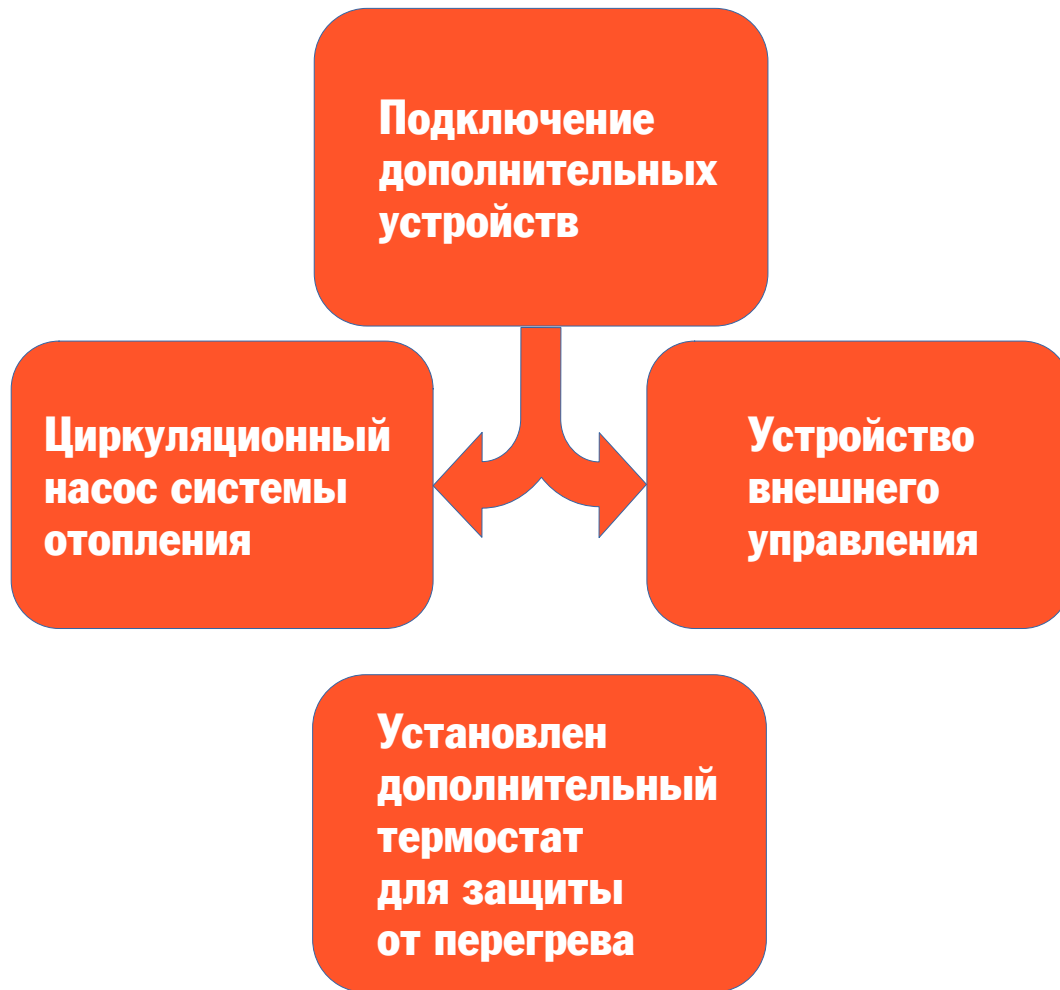 Подключение
дополнительных
устройств
Циркуляционный
насос системы
отопления
Устройство
внешнего
управления
Установлен
дополнительный
термостат
для защиты
от перегрева